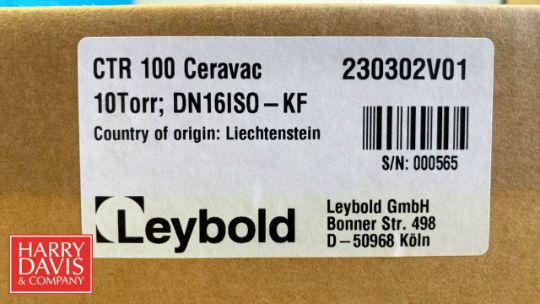 CTR 100 Ceravac 230302V01
10Torr; DN16ISO–KF
Country of origin: Liechtenstein
S/N: 000565
Leybold
Leybold GmbH
Bonner Str. 498
D–50968 Köln
HARRY
DAVIS
& COMPANY